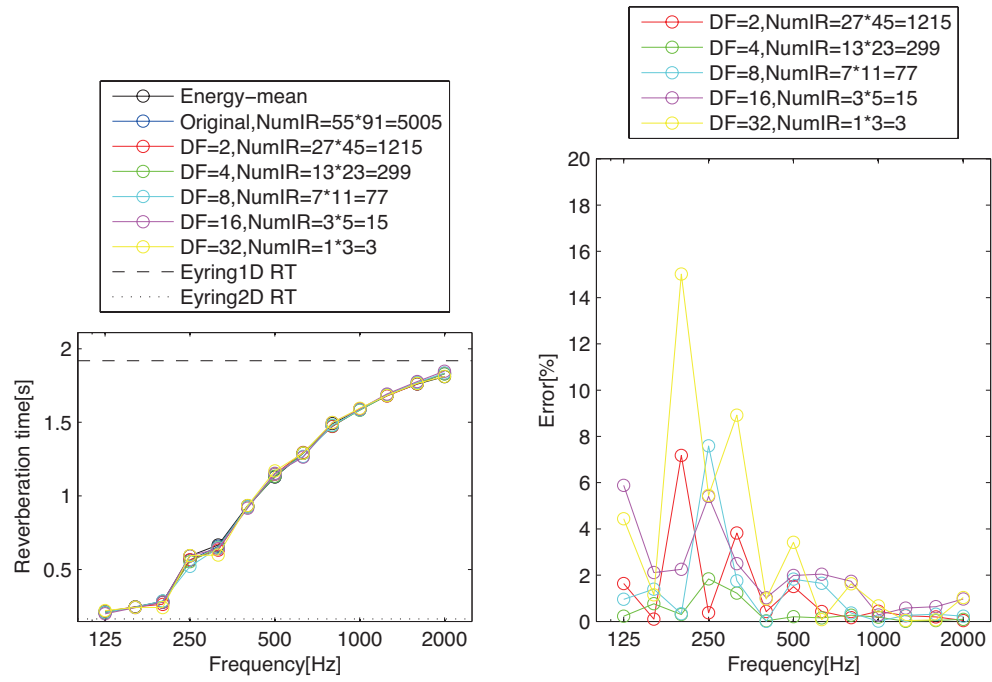 Energy−mean
Original,NumIR=55*91=5005
DF=2,NumIR=27*45=1215
DF=4,NumIR=13*23=299
DF=8,NumIR=7*11=77
DF=16,NumIR=3*5=15
DF=32,NumIR=1*3=3
Eyring1D RT
Eyring2D RT
2
1.5
1
0.5
Reverberation time[s]
125
250
500
1000
2000
Frequency[Hz]
DF=2,NumIR=27*45=1215
DF=4,NumIR=13*23=299
DF=8,NumIR=7*11=77
DF=16,NumIR=3*5=15
DF=32,NumIR=1*3=3
20
18
16
14
12
10
8
6
4
2
0
Error[%]
125
250
500
1000
2000
Frequency[Hz]